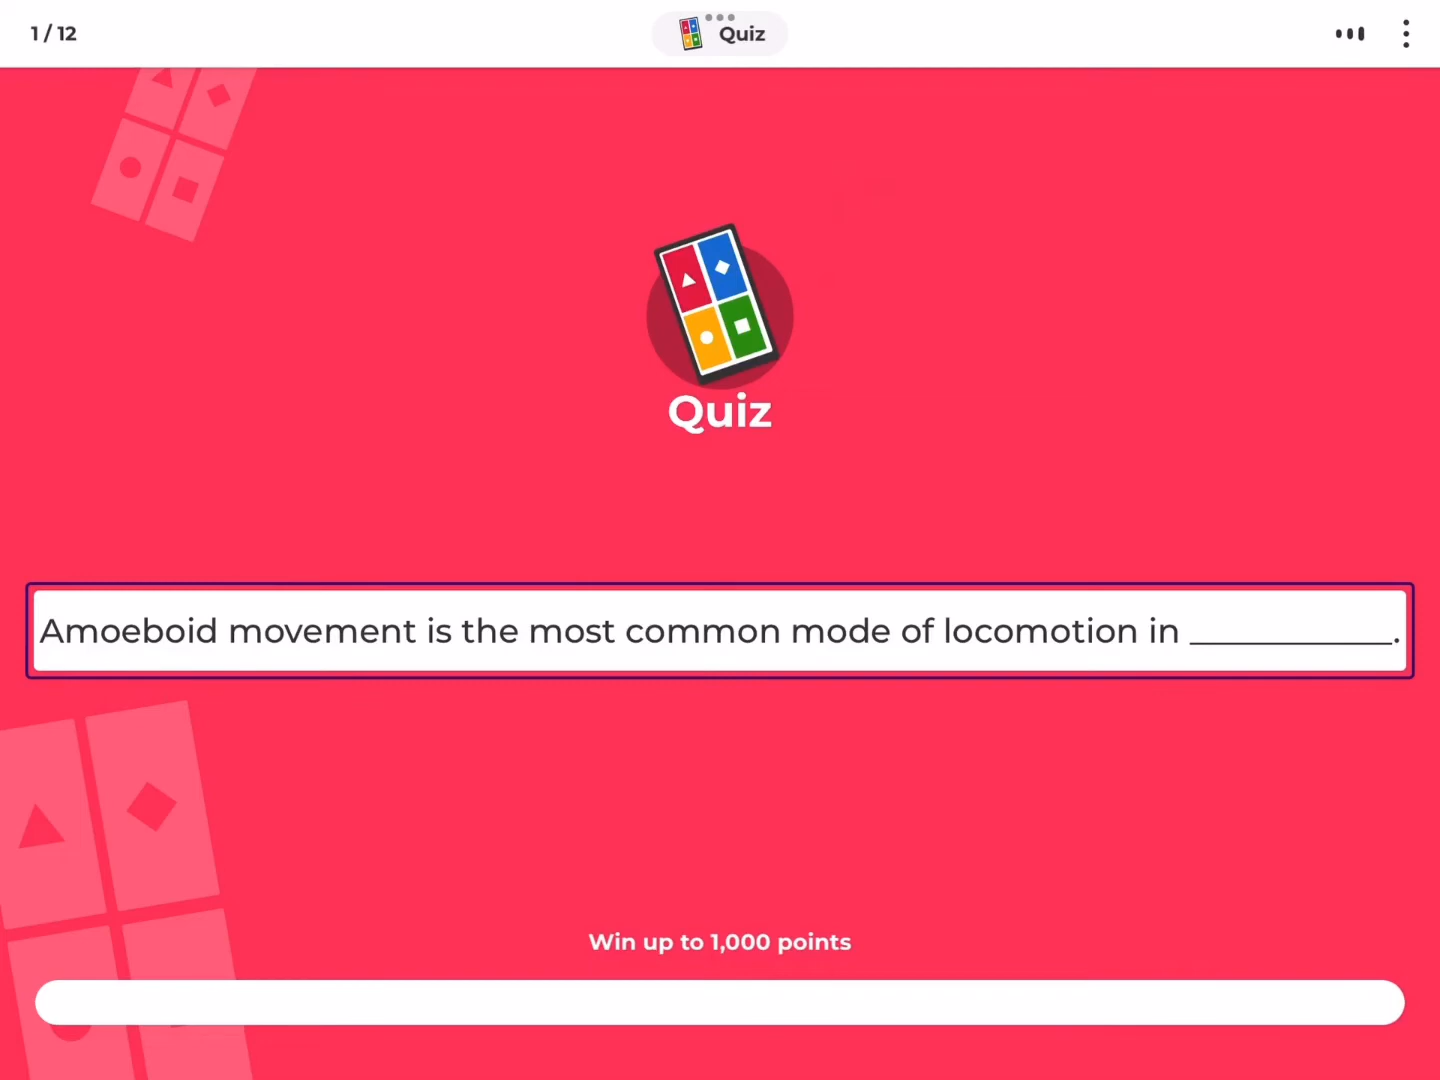 1 / 12
Quiz
Quiz
Amoeboid movement is the most common mode of locomotion in ___________.
Win up to 1,000 points